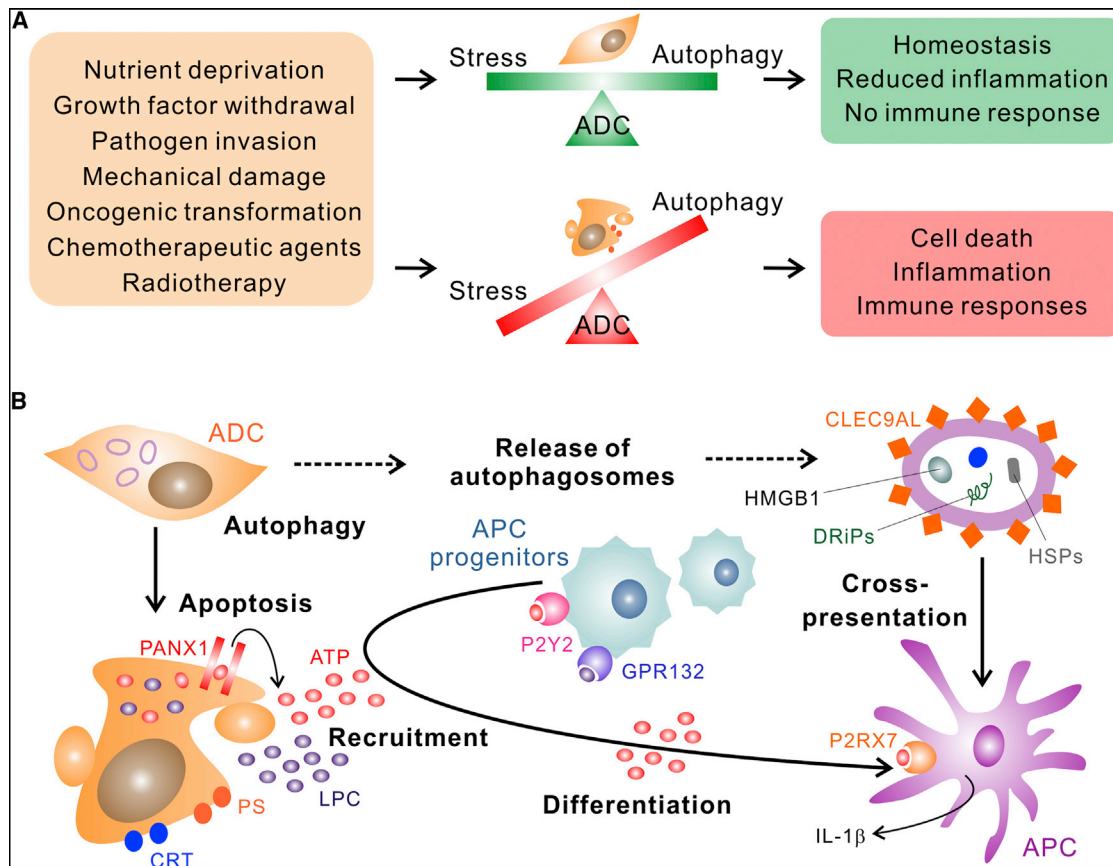 A
Nutrient deprivation
Growth factor withdrawal
Pathogen invasion
Mechanical damage
Oncogenic transformation
Chemotherapeutic agents
Radiotherapy
Stress
Autophagy
ADC
Homeostasis
Reduced inflammation
No immune response
Autophagy
Stress
ADC
Cell death
Inflammation
Immune responses
B
ADC
Autophagy
Release of
autophagosomes
CLEC9AL
HMGB1
DRiPs
HSPs
APC
progenitors
P2Y2
GPR132
Cross-
presentation
Apoptosis
PANX1
ATP
Recruitment
LPC
PS
CRT
Differentiation
P2RX7
IL-1β
APC